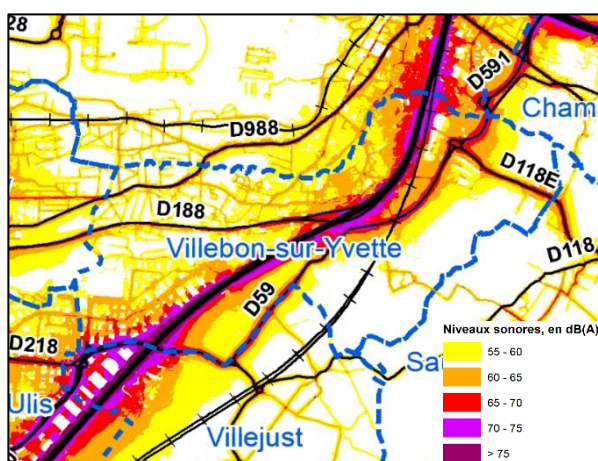 28
D591
Cham
D988
D118E
D188
Villebon-sur-Yvette
D118
D59
Niveaux sonores, en dB(A)
55 - 60
D218
Sau
60 - 65
65 - 70
Ulis
70 - 75
Villejust
> 75